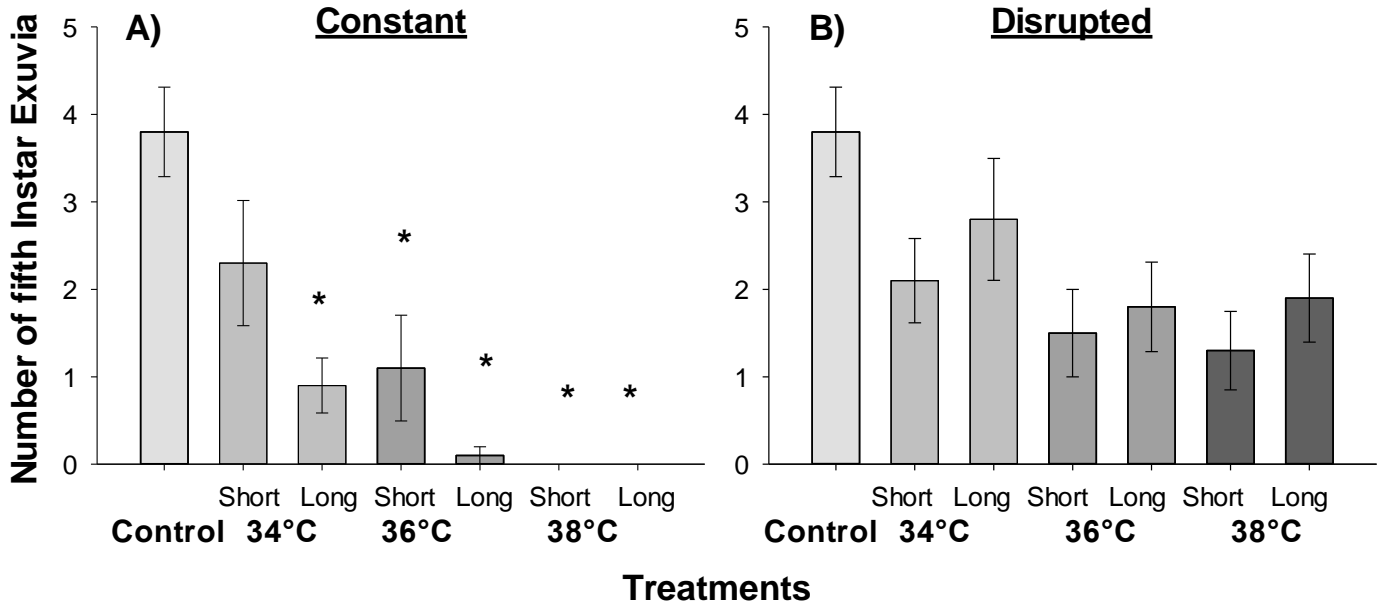 A) Constant
B) Disrupted
Number of fifth Instar Exuvia
5
4
3
2
1
0
* * * * *
Short Long Short Long Short Long
Control 34°C 36°C 38°C
5
4
3
2
1
0
Short Long Short Long Short Long
Control 34°C 36°C 38°C
Treatments